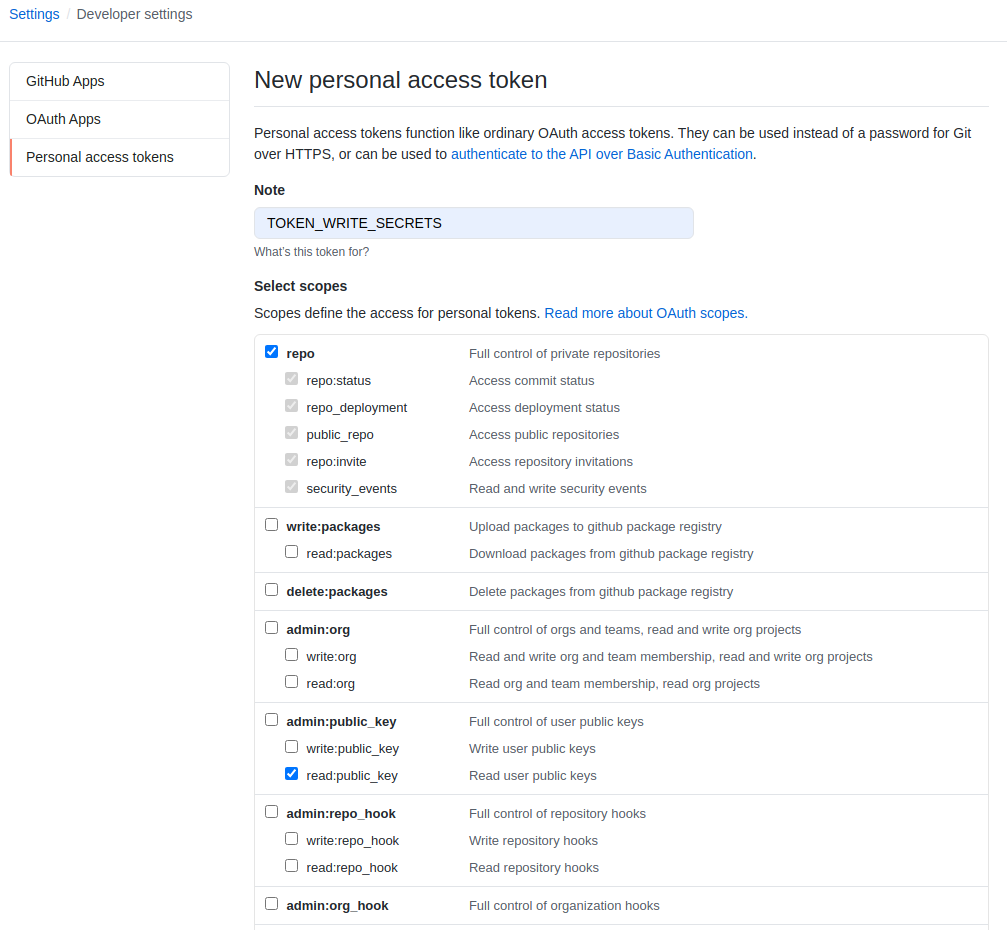 Settings / Developer settings
GitHub Apps
OAuth Apps
Personal access tokens
New personal access token
Personal access tokens function like ordinary OAuth access tokens. They can be used instead of a password for Git
over HTTPS, or can be used to authenticate to the API over Basic Authentication.
Note
TOKEN_WRITE_SECRETS
What's this token for?
Select scopes
Scopes define the access for personal tokens. Read more about OAuth scopes.
repo Full control of private repositories
repo:status Access commit status
repo_deployment Access deployment status
public_repo Access public repositories
repo:invite Access repository invitations
security_events Read and write security events
write:packages Upload packages to github package registry
read:packages Download packages from github package registry
delete:packages Delete packages from github package registry
admin:org Full control of orgs and teams, read and write org projects
write:org Read and write org and team membership, read and write org projects
read:org Read org and team membership, read org projects
admin:public_key Full control of user public keys
write:public_key Write user public keys
read:public_key Read user public keys
admin:repo_hook Full control of repository hooks
write:repo_hook Write repository hooks
read:repo_hook Read repository hooks
admin:org_hook Full control of organization hooks